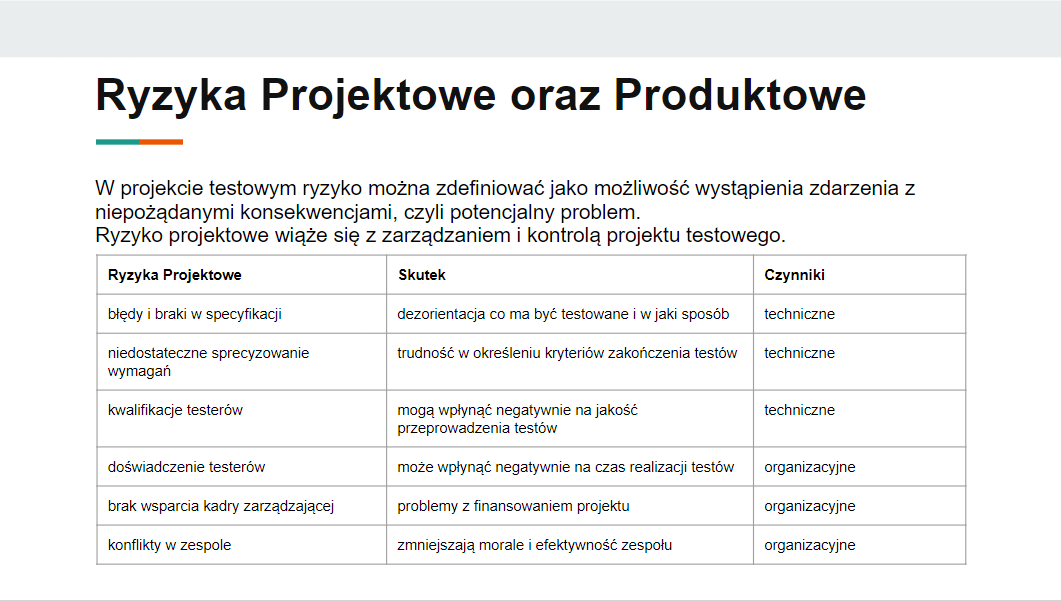 Ryzyka Projektowe oraz Produktowe
W projekcie testowym ryzyko można zdefiniować jako możliwość wystąpienia zdarzenia z
niepożądanymi konsekwencjami, czyli potencjalny problem.
Ryzyko projektowe wiąże się z zarządzaniem i kontrolą projektu testowego.
Ryzyka Projektowe Skutek Czynniki
błędy i braki w specyfikacji dezorientacja co ma być testowane i w jaki sposób techniczne
niedostateczne sprecyzowanie trudność w określeniu kryteriów zakończenia testów techniczne
wymagań
kwalifikacje testerów mogą wpłynąć negatywnie na jakość techniczne
przeprowadzenia testów
doświadczenie testerów może wpłynąć negatywnie na czas realizacji testów organizacyjne
brak wsparcia kadry zarządzającej problemy z finansowaniem projektu organizacyjne
konflikty w zespole zmniejszają morale i efektywność zespołu organizacyjne